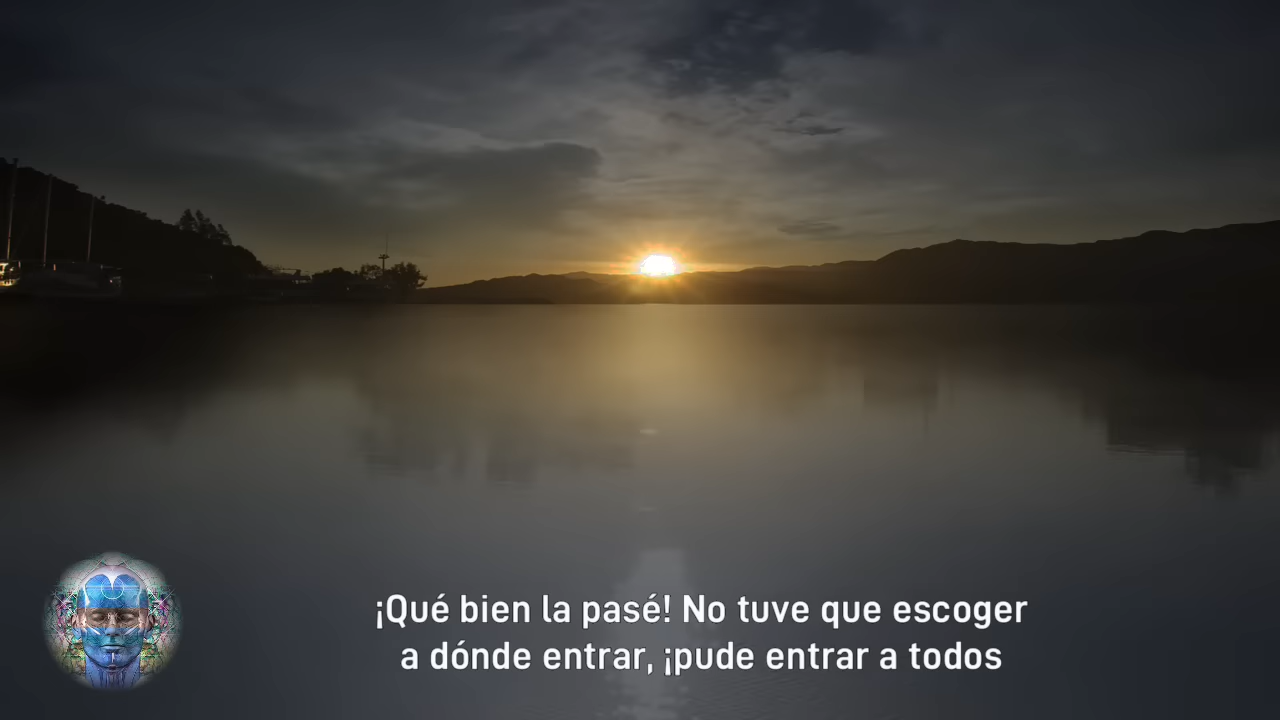 ¡Qué bien la pasé! No tuve que escoger
a dónde entrar, ¡pude entrar a todos